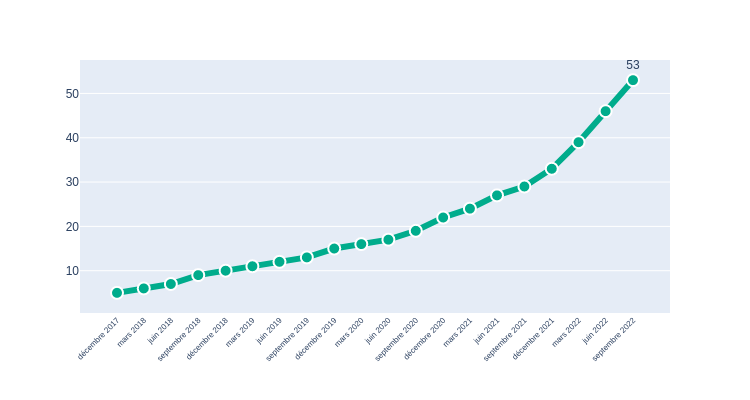 53
50
40
30
20
10
décembre 2017
mars 2018
juin 2018
septembre 2018
décembre 2018
mars 2019
juin 2019
septembre 2019
décembre 2019
mars 2020
juin 2020
septembre 2020
décembre 2020
mars 2021
juin 2021
septembre 2021
décembre 2021
mars 2022
juin 2022
septembre 2022